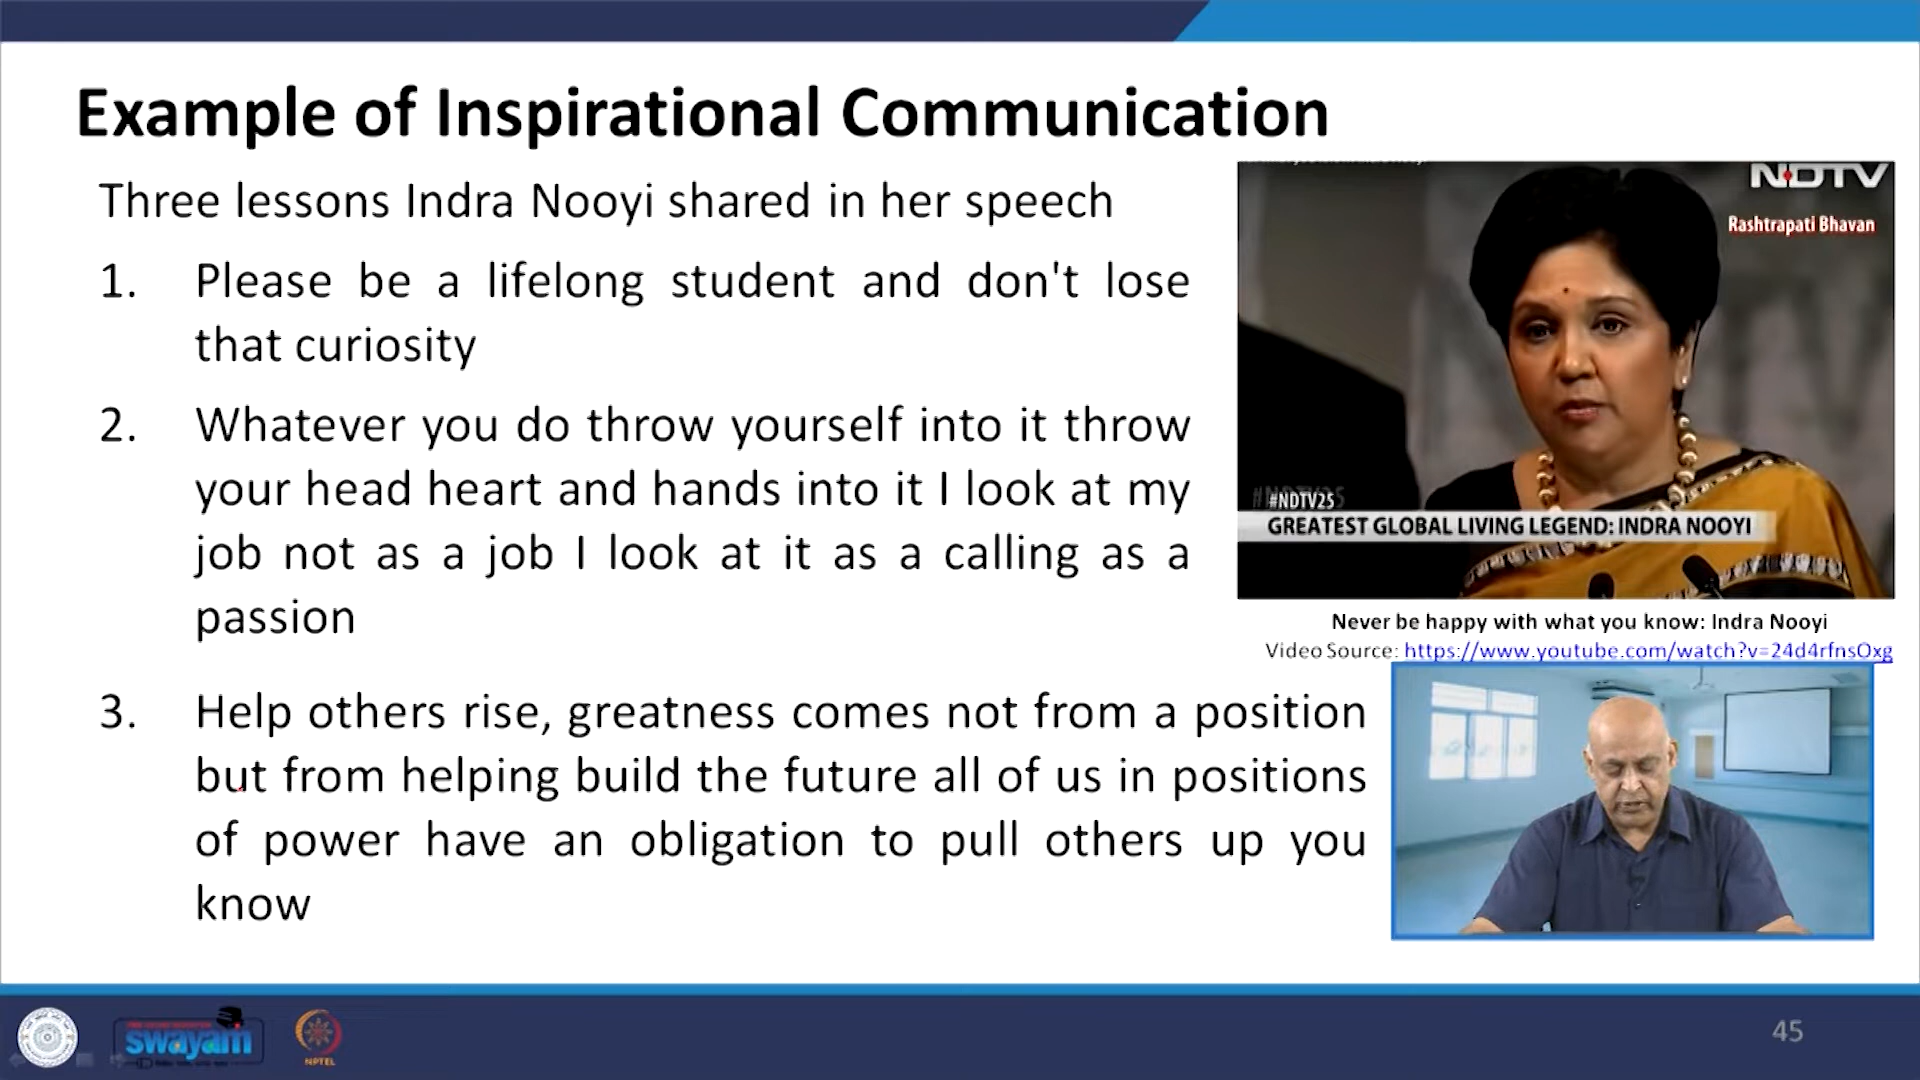 Example of Inspirational Communication
Three lessons Indra Nooyi shared in her speech
1. Please be a lifelong student and don't lose
that curiosity
2. Whatever you do throw yourself into it throw
your head heart and hands into it I look at my
job not as a job I look at it as a calling as a
passion
3. Help others rise, greatness comes not from a position
but from helping build the future all of us in positions
of power have an obligation to pull others up you
know
NDTV
Rashtrapati Bhavan
#NDTV25
GREATEST GLOBAL LIVING LEGEND: INDRA NOOYI
Never be happy with what you know: Indra Nooyi
Video Source: https://www.youtube.com/watch?v=24d4rfnsOxg
swayam
NPTEL
45